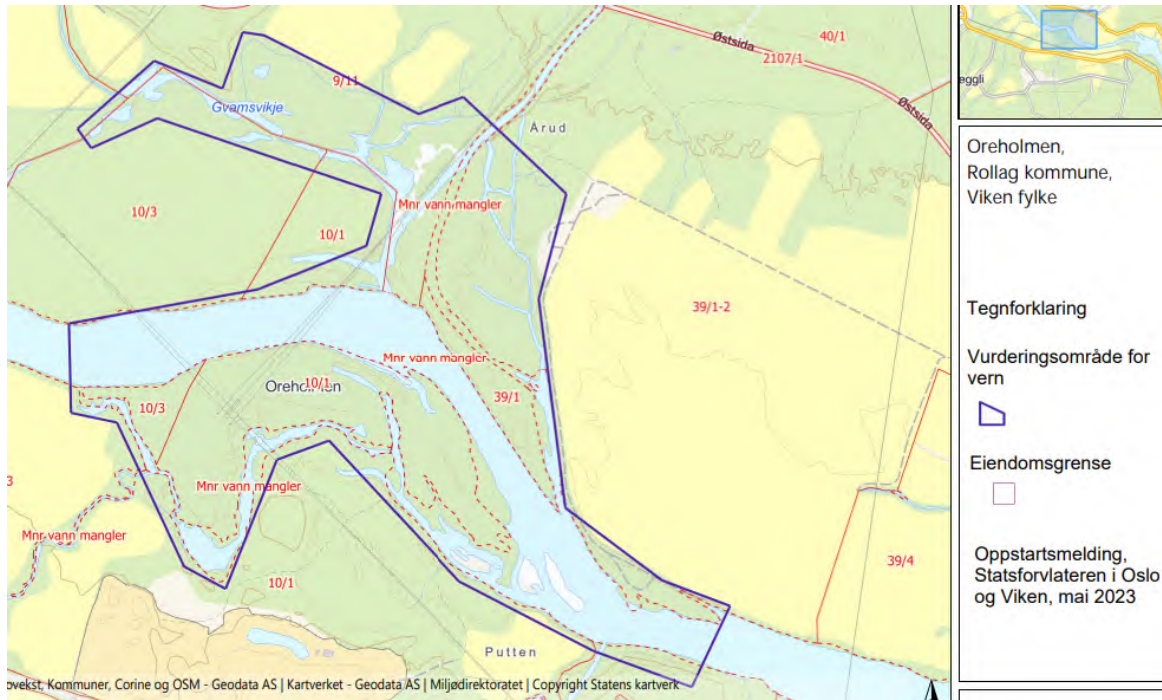 Østsida
40/1
2107/1
Østsida
9/11
Gvamsvikje
Årud
10/3
Mnr vann mangler
10/1
39/1-2
Mnr vann mangler
Oreholmen
10/1
39/1
10/3
3
Mnr vann mangler
Mnr vann mangler
10/1
39/4
Putten
ovekst, Kommuner, Corine og OSM - Geodata AS | Kartverket - Geodata AS | Miljødirektoratet | Copyright Statens kartverk
eggli
Oreholmen,
Rollag kommune,
Viken fylke
Tegnforklaring
Vurderingsområde for
vern
Eiendomsgrense
Oppstartsmelding,
Statsforvlateren i Oslo
og Viken, mai 2023